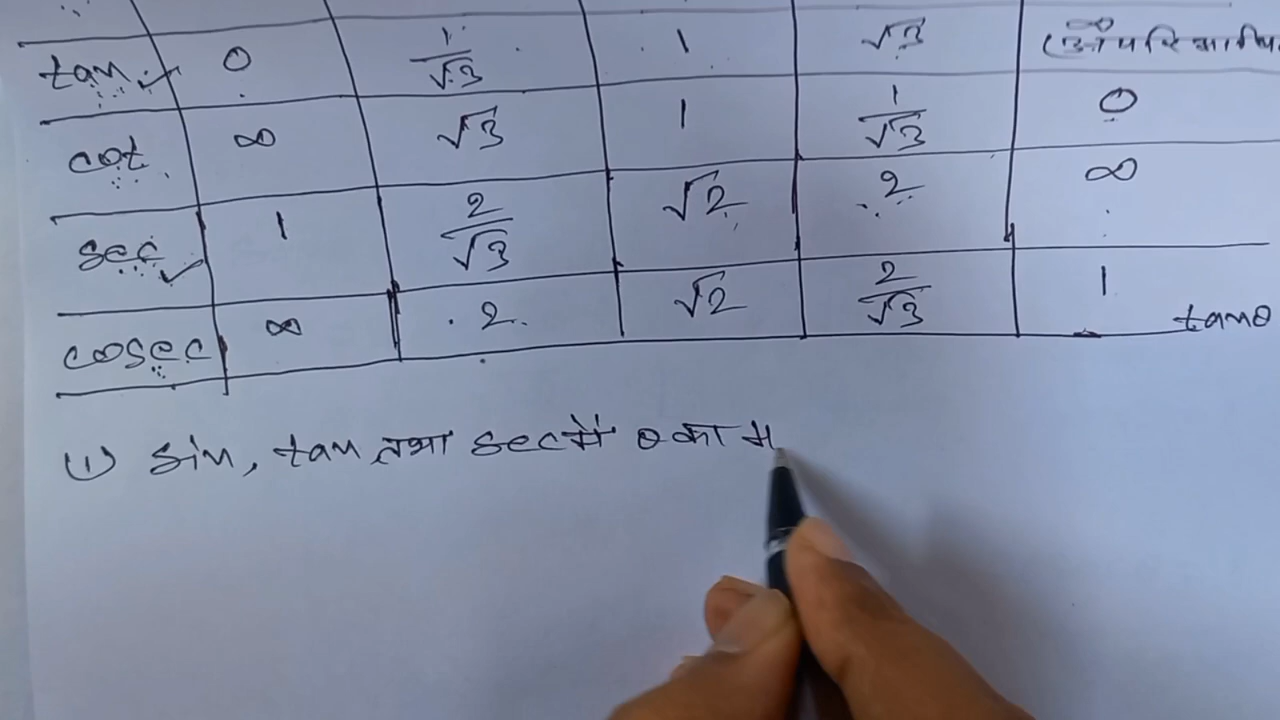 tan 0 1/√3 1 √3 ∞
cot ∞ √3 1 1/√3 0
sec 1 2/√3 √2 2 ∞
cosec ∞ 2 √2 2/√3 1 tanθ
(1) sin, tan तथा sec में θ का म